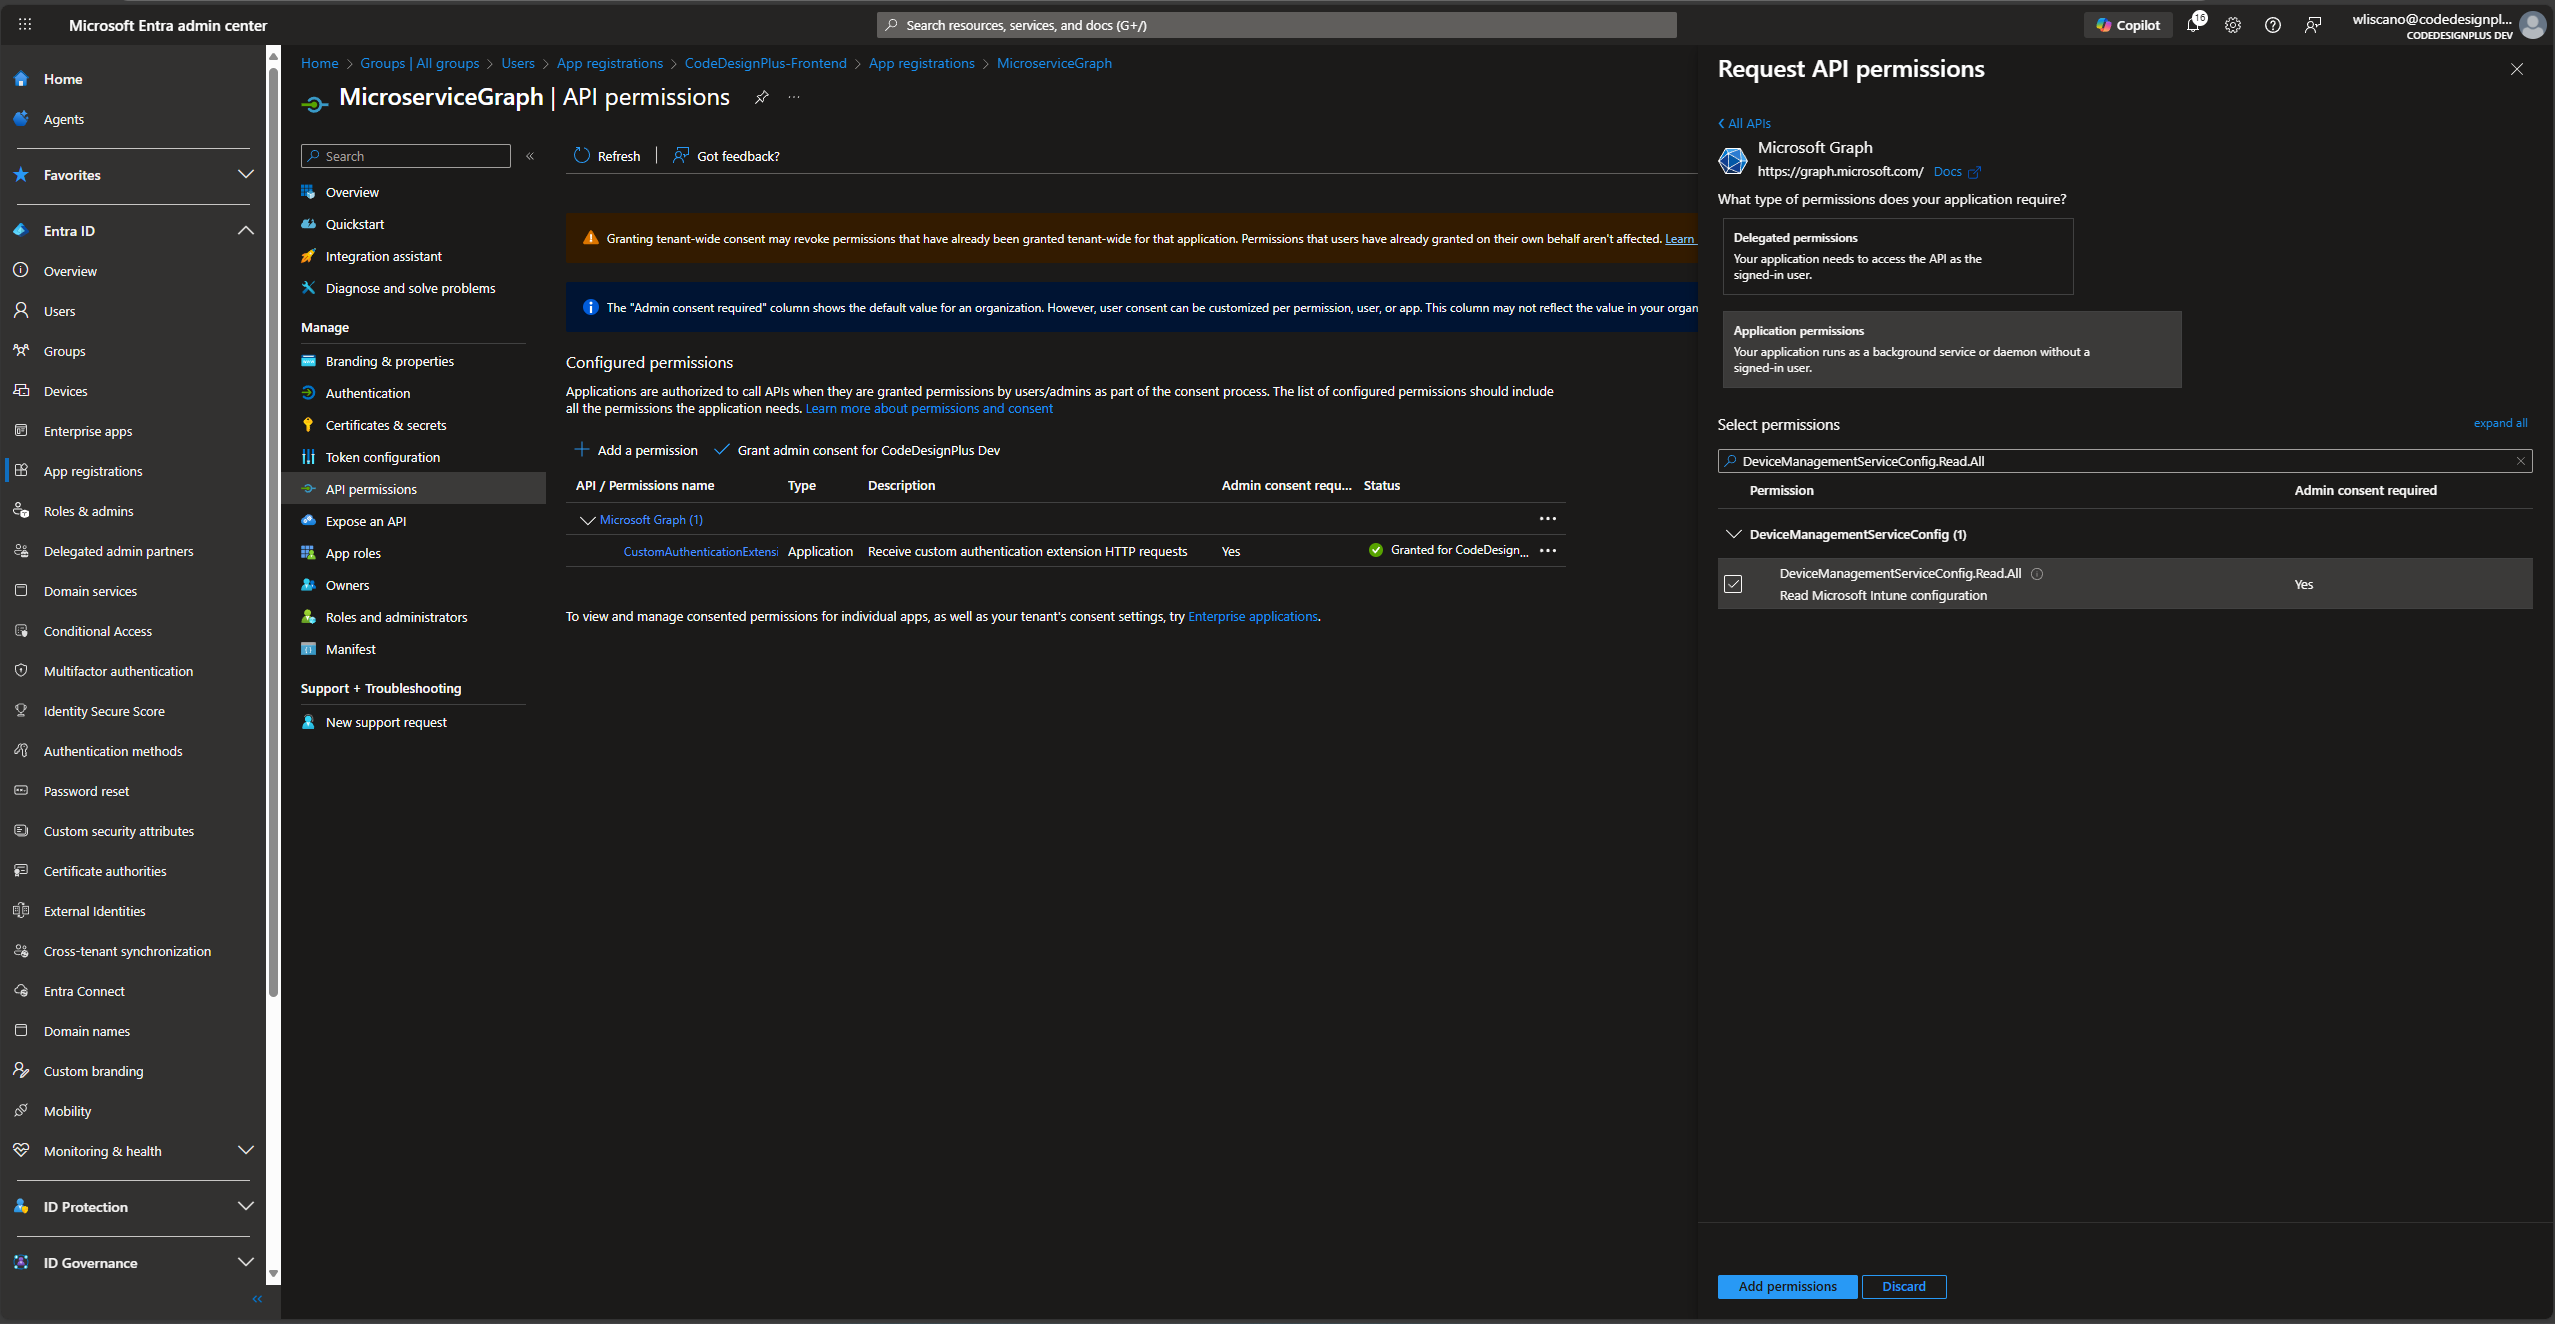 Microsoft Entra admin center
Search resources, services, and docs (G+/)
Copilot
16
wliscano@codedesignpl...
CODEDESIGNPLUS DEV
Home
Agents
Favorites
Entra ID
Overview
Users
Groups
Devices
Enterprise apps
App registrations
Roles & admins
Delegated admin partners
Domain services
Conditional Access
Multifactor authentication
Identity Secure Score
Authentication methods
Password reset
Custom security attributes
Certificate authorities
External Identities
Cross-tenant synchronization
Entra Connect
Domain names
Custom branding
Mobility
Monitoring & health
ID Protection
ID Governance
Home > Groups | All groups > Users > App registrations > CodeDesignPlus-Frontend > App registrations > MicroserviceGraph
MicroserviceGraph | API permissions
Search
Overview
Quickstart
Integration assistant
Diagnose and solve problems
Manage
Branding & properties
Authentication
Certificates & secrets
Token configuration
API permissions
Expose an API
App roles
Owners
Roles and administrators
Manifest
Support + Troubleshooting
New support request
Refresh
Got feedback?
Granting tenant-wide consent may revoke permissions that have already been granted tenant-wide for that application. Permissions that users have already granted on their own behalf aren't affected. Learn
The "Admin consent required" column shows the default value for an organization. However, user consent can be customized per permission, user, or app. This column may not reflect the value in your organ
Configured permissions
Applications are authorized to call APIs when they are granted permissions by users/admins as part of the consent process. The list of configured permissions should include
all the permissions the application needs. Learn more about permissions and consent
Add a permission
Grant admin consent for CodeDesignPlus Dev
API / Permissions name Type Description Admin consent requ... Status
Microsoft Graph (1)
CustomAuthenticationExtensi Application Receive custom authentication extension HTTP requests Yes Granted for CodeDesign...
To view and manage consented permissions for individual apps, as well as your tenant's consent settings, try Enterprise applications.
Request API permissions
All APIs
Microsoft Graph
https://graph.microsoft.com/ Docs
What type of permissions does your application require?
Delegated permissions
Your application needs to access the API as the
signed-in user.
Application permissions
Your application runs as a background service or daemon without a
signed-in user.
Select permissions
expand all
DeviceManagementServiceConfig.Read.All
Permission Admin consent required
DeviceManagementServiceConfig (1)
DeviceManagementServiceConfig.Read.All
Read Microsoft Intune configuration
Yes
Add permissions
Discard